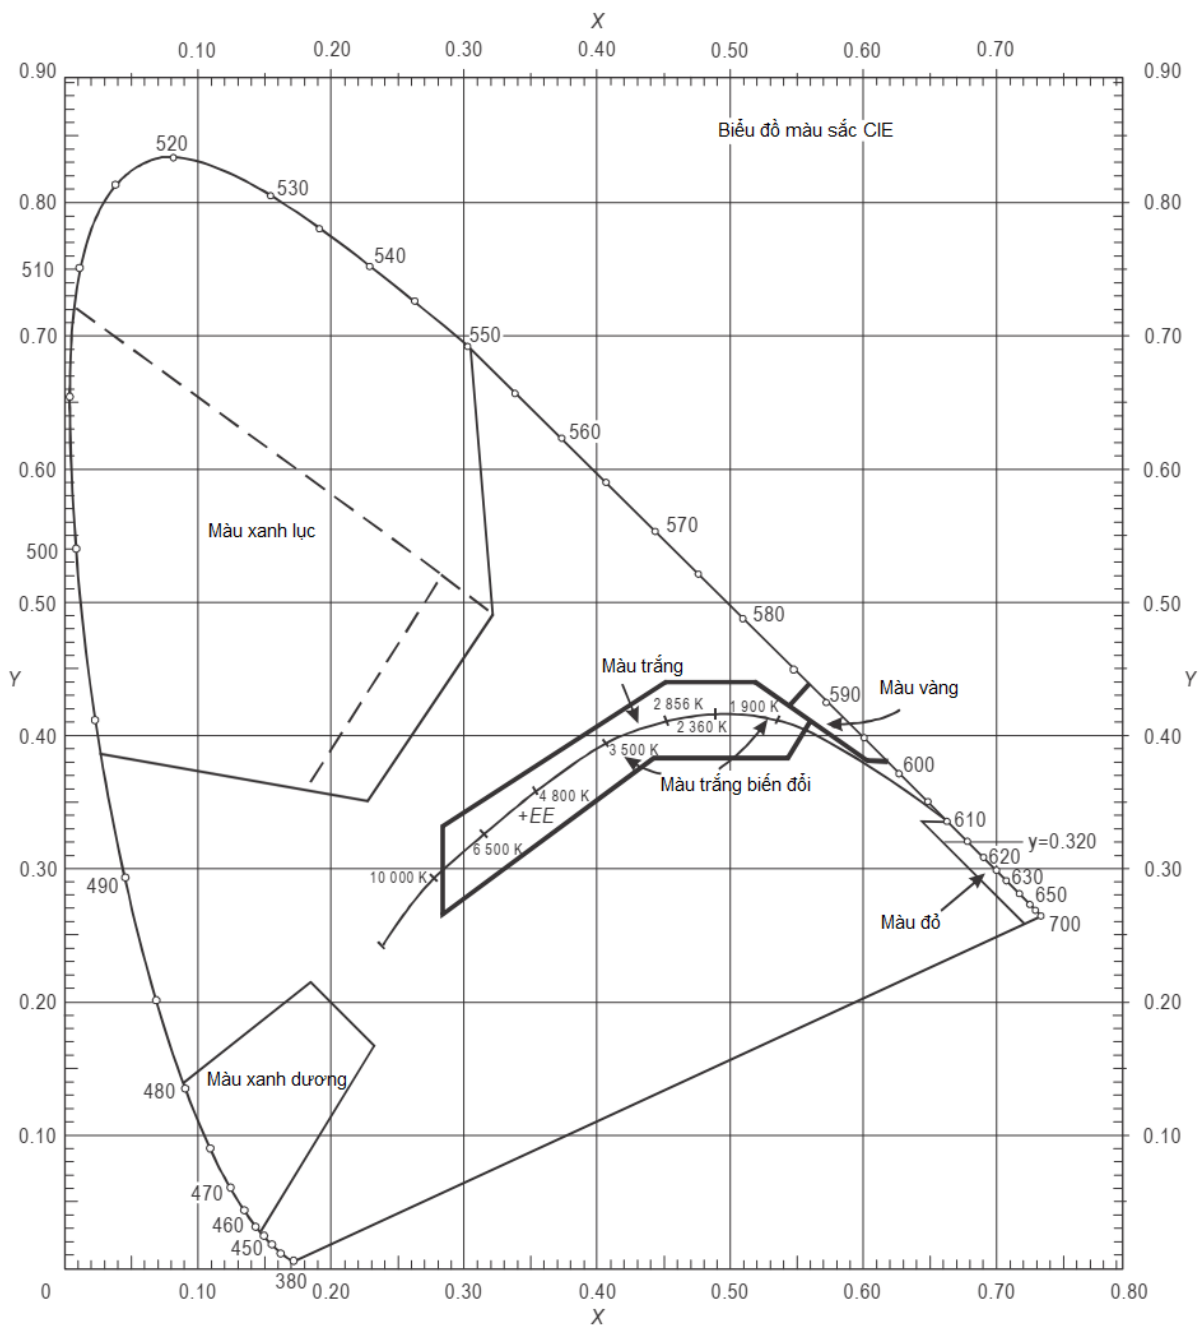 X
0.10 0.20 0.30 0.40 0.50 0.60 0.70
0.90 0.90
Biểu đồ màu sắc CIE
520
530
0.80 0.80
540
510
550
0.70 0.70
560
0.60 0.60
570
Màu xanh lục
500
0.50 0.50
580
Màu trắng
Y Y
590 Màu vàng
2 856 K 1 900 K
2 360 K
0.40 0.40
3 500 K
600
Màu trắng biến đổi
4 800 K
+EE
610
y=0.320
6 500 K
620
0.30 0.30
10 000 K
630
490
650
Màu đỏ
700
0.20 0.20
Màu xanh dương
480
0.10 0.10
470
460
450
380
0 0.10 0.20 0.30 0.40 0.50 0.60 0.70 0.80
X